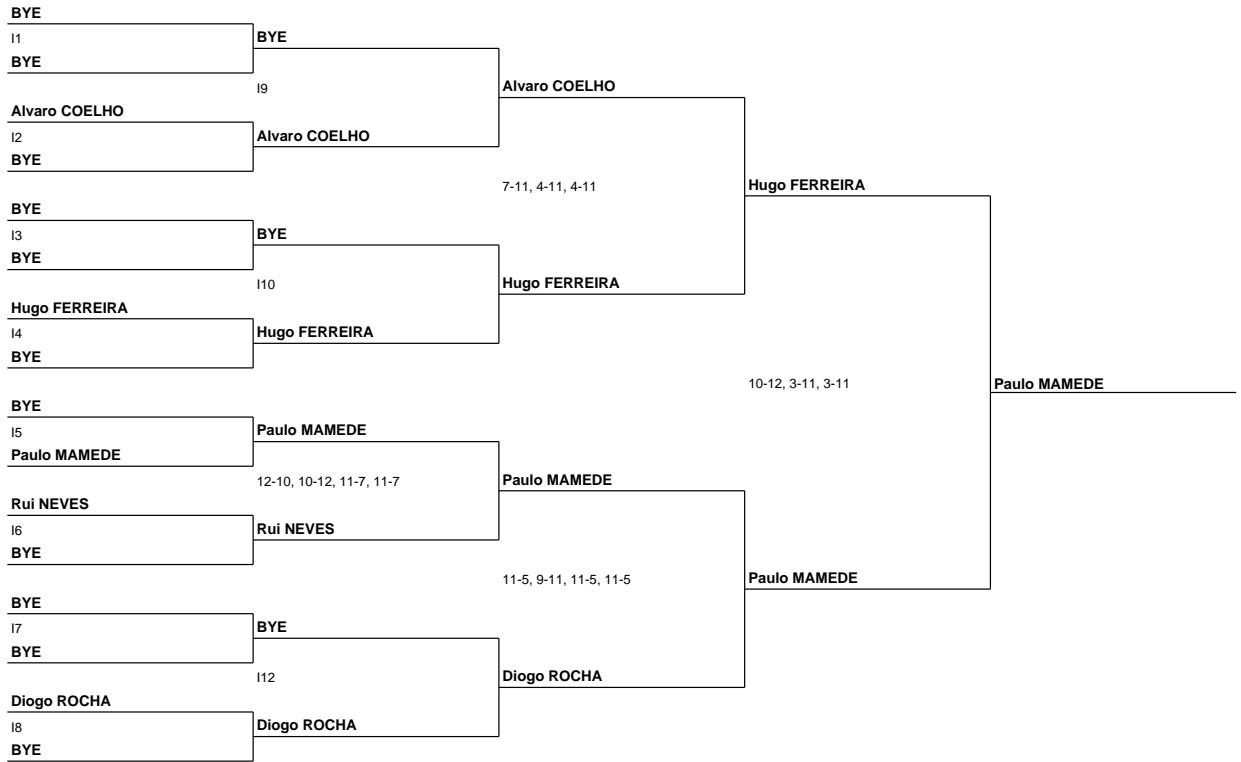 BYE
I1
BYE
BYE
I9
Alvaro COELHO
Alvaro COELHO
I2
Alvaro COELHO
BYE
7-11, 4-11, 4-11
Hugo FERREIRA
BYE
I3
BYE
BYE
I10
Hugo FERREIRA
Hugo FERREIRA
I4
Hugo FERREIRA
BYE
10-12, 3-11, 3-11
Paulo MAMEDE
BYE
I5
Paulo MAMEDE
Paulo MAMEDE
12-10, 10-12, 11-7, 11-7
Paulo MAMEDE
Rui NEVES
I6
Rui NEVES
BYE
11-5, 9-11, 11-5, 11-5
Paulo MAMEDE
BYE
I7
BYE
BYE
I12
Diogo ROCHA
Diogo ROCHA
I8
Diogo ROCHA
BYE